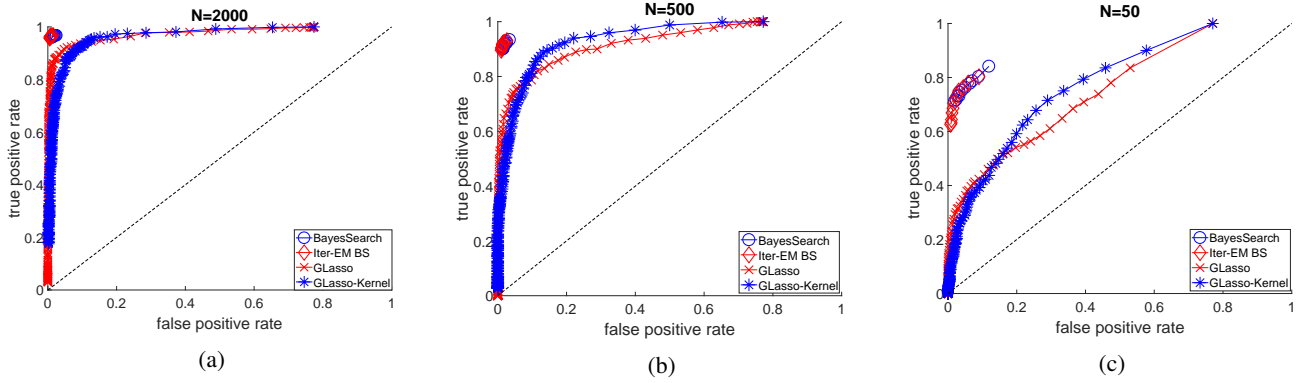 N=2000
true positive rate
1
0.8
0.6
0.4
0.2
0
BayesSearch
Iter-EM BS
GLasso
GLasso-Kernel
0 0.2 0.4 0.6 0.8 1
false positive rate
(a)
N=500
true positive rate
1
0.8
0.6
0.4
0.2
0
BayesSearch
Iter-EM BS
GLasso
GLasso-Kernel
0 0.2 0.4 0.6 0.8 1
false positive rate
(b)
N=50
true positive rate
1
0.8
0.6
0.4
0.2
0
BayesSearch
Iter-EM BS
GLasso
GLasso-Kernel
0 0.2 0.4 0.6 0.8 1
false positive rate
(c)